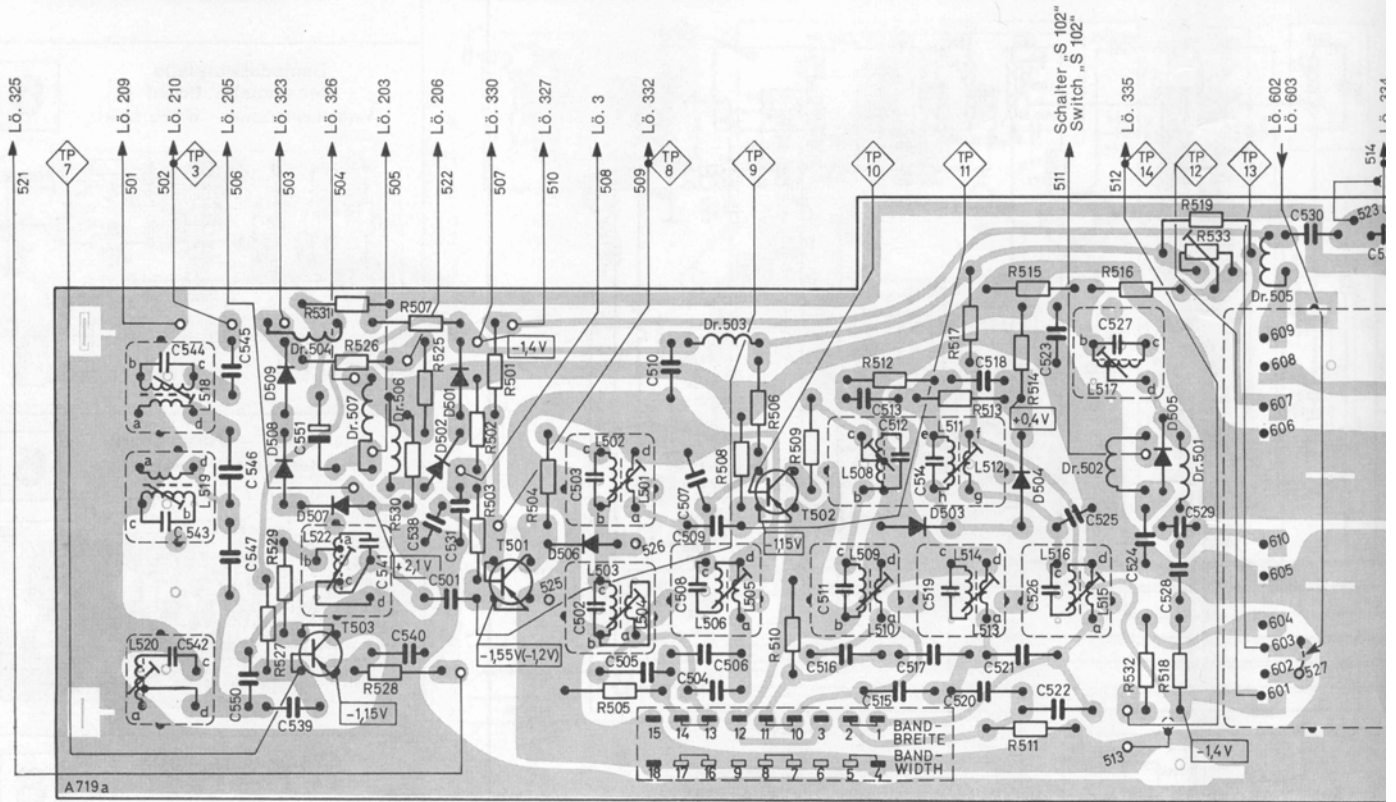 Lö. 325
Lö. 209
Lö. 210
Lö. 205
Lö. 323
Lö. 326
Lö. 203
Lö. 206
Lö. 330
Lö. 327
Lö. 3
Lö. 332
Schalter „S 102"
Switch „S 102"
Lö. 335
Lö. 602
Lö. 603
521
TP 7
501
502
TP 3
506
503
504
505
522
507
510
508
509
TP 8
TP 9
TP 10
TP 11
511
512
TP 14
TP 12
TP 13
514
R519
R533
C530
523
Dr.505
R531
R507
R515
R516
Dr.503
-1,4V
C544
b
c
L518
a
d
C545
D509
Dr.504
R526
Dr.507
Dr.506
R525
D501
R501
C510
R506
R512
C513
R517
C518
R513
R514
+0,4V
C523
C527
b
c
L517
d
609
608
607
606
D508
C551
D502
R502
L502
c
d
C503
L501
b
a
R508
R509
C512
c
L508
L511
e
f
C514
L512
h
g
D504
Dr.502
D505
Dr.501
a
d
L519
c
b
C543
C546
D507
R530
C538
C531
R503
R504
C507
C509
T502
-1,15V
D503
C525
C524
C529
C547
R529
L522
a
b
c
d
C541
+2,1V
C501
T501
D506
526
525
L503
c
d
C502
L504
b
a
C508
c
d
L505
L506
a
L509
c
d
C511
L510
a
L514
c
d
C519
L513
a
L516
c
d
C526
L515
a
C528
610
605
604
603
602
601
527
L520
C542
c
a
d
C550
R527
T503
C540
R528
C539
-1,15V
-1,55V(-1,2V)
C505
R505
C506
C504
R510
C516
C517
C521
C515
C520
C522
R511
R532
R518
513
-1,4V
15 14 13 12 11 10 3 2 1
BAND-
BREITE
18 17 16 9 8 7 6 5 4
BAND-
WIDTH
A719a